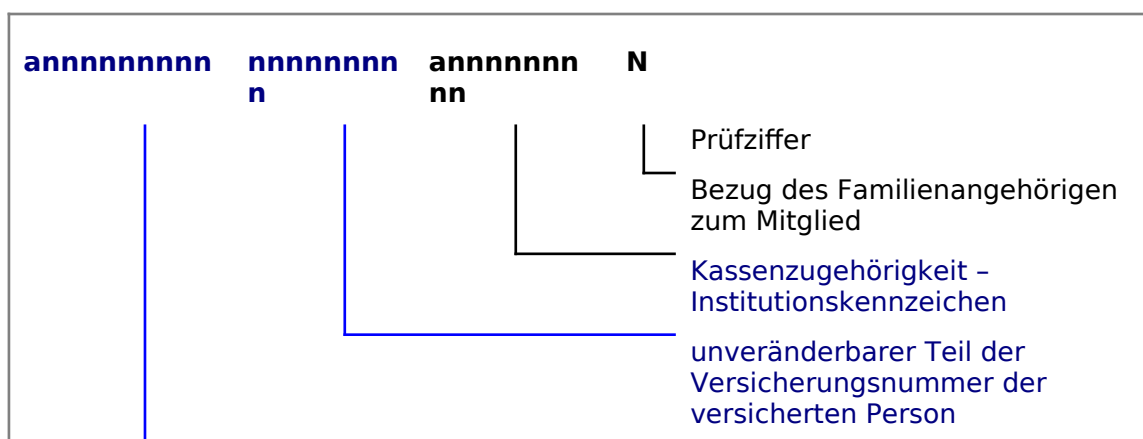 annnnnnnnn nnnnnnnn annnnnnn N
n nn
Prüfziffer
Bezug des Familienangehörigen
zum Mitglied
Kassenzugehörigkeit –
Institutionskennzeichen
unveränderbarer Teil der
Versicherungsnummer der
versicherten Person